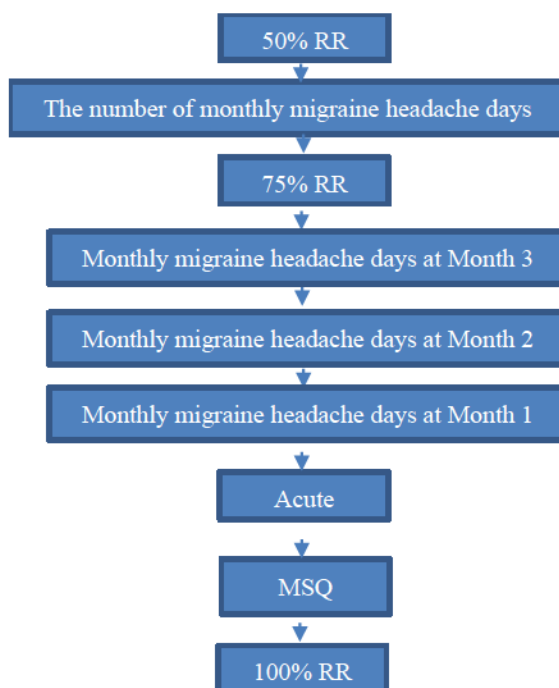 50% RR
The number of monthly migraine headache days
75% RR
Monthly migraine headache days at Month 3
Monthly migraine headache days at Month 2
Monthly migraine headache days at Month 1
Acute
MSQ
100% RR